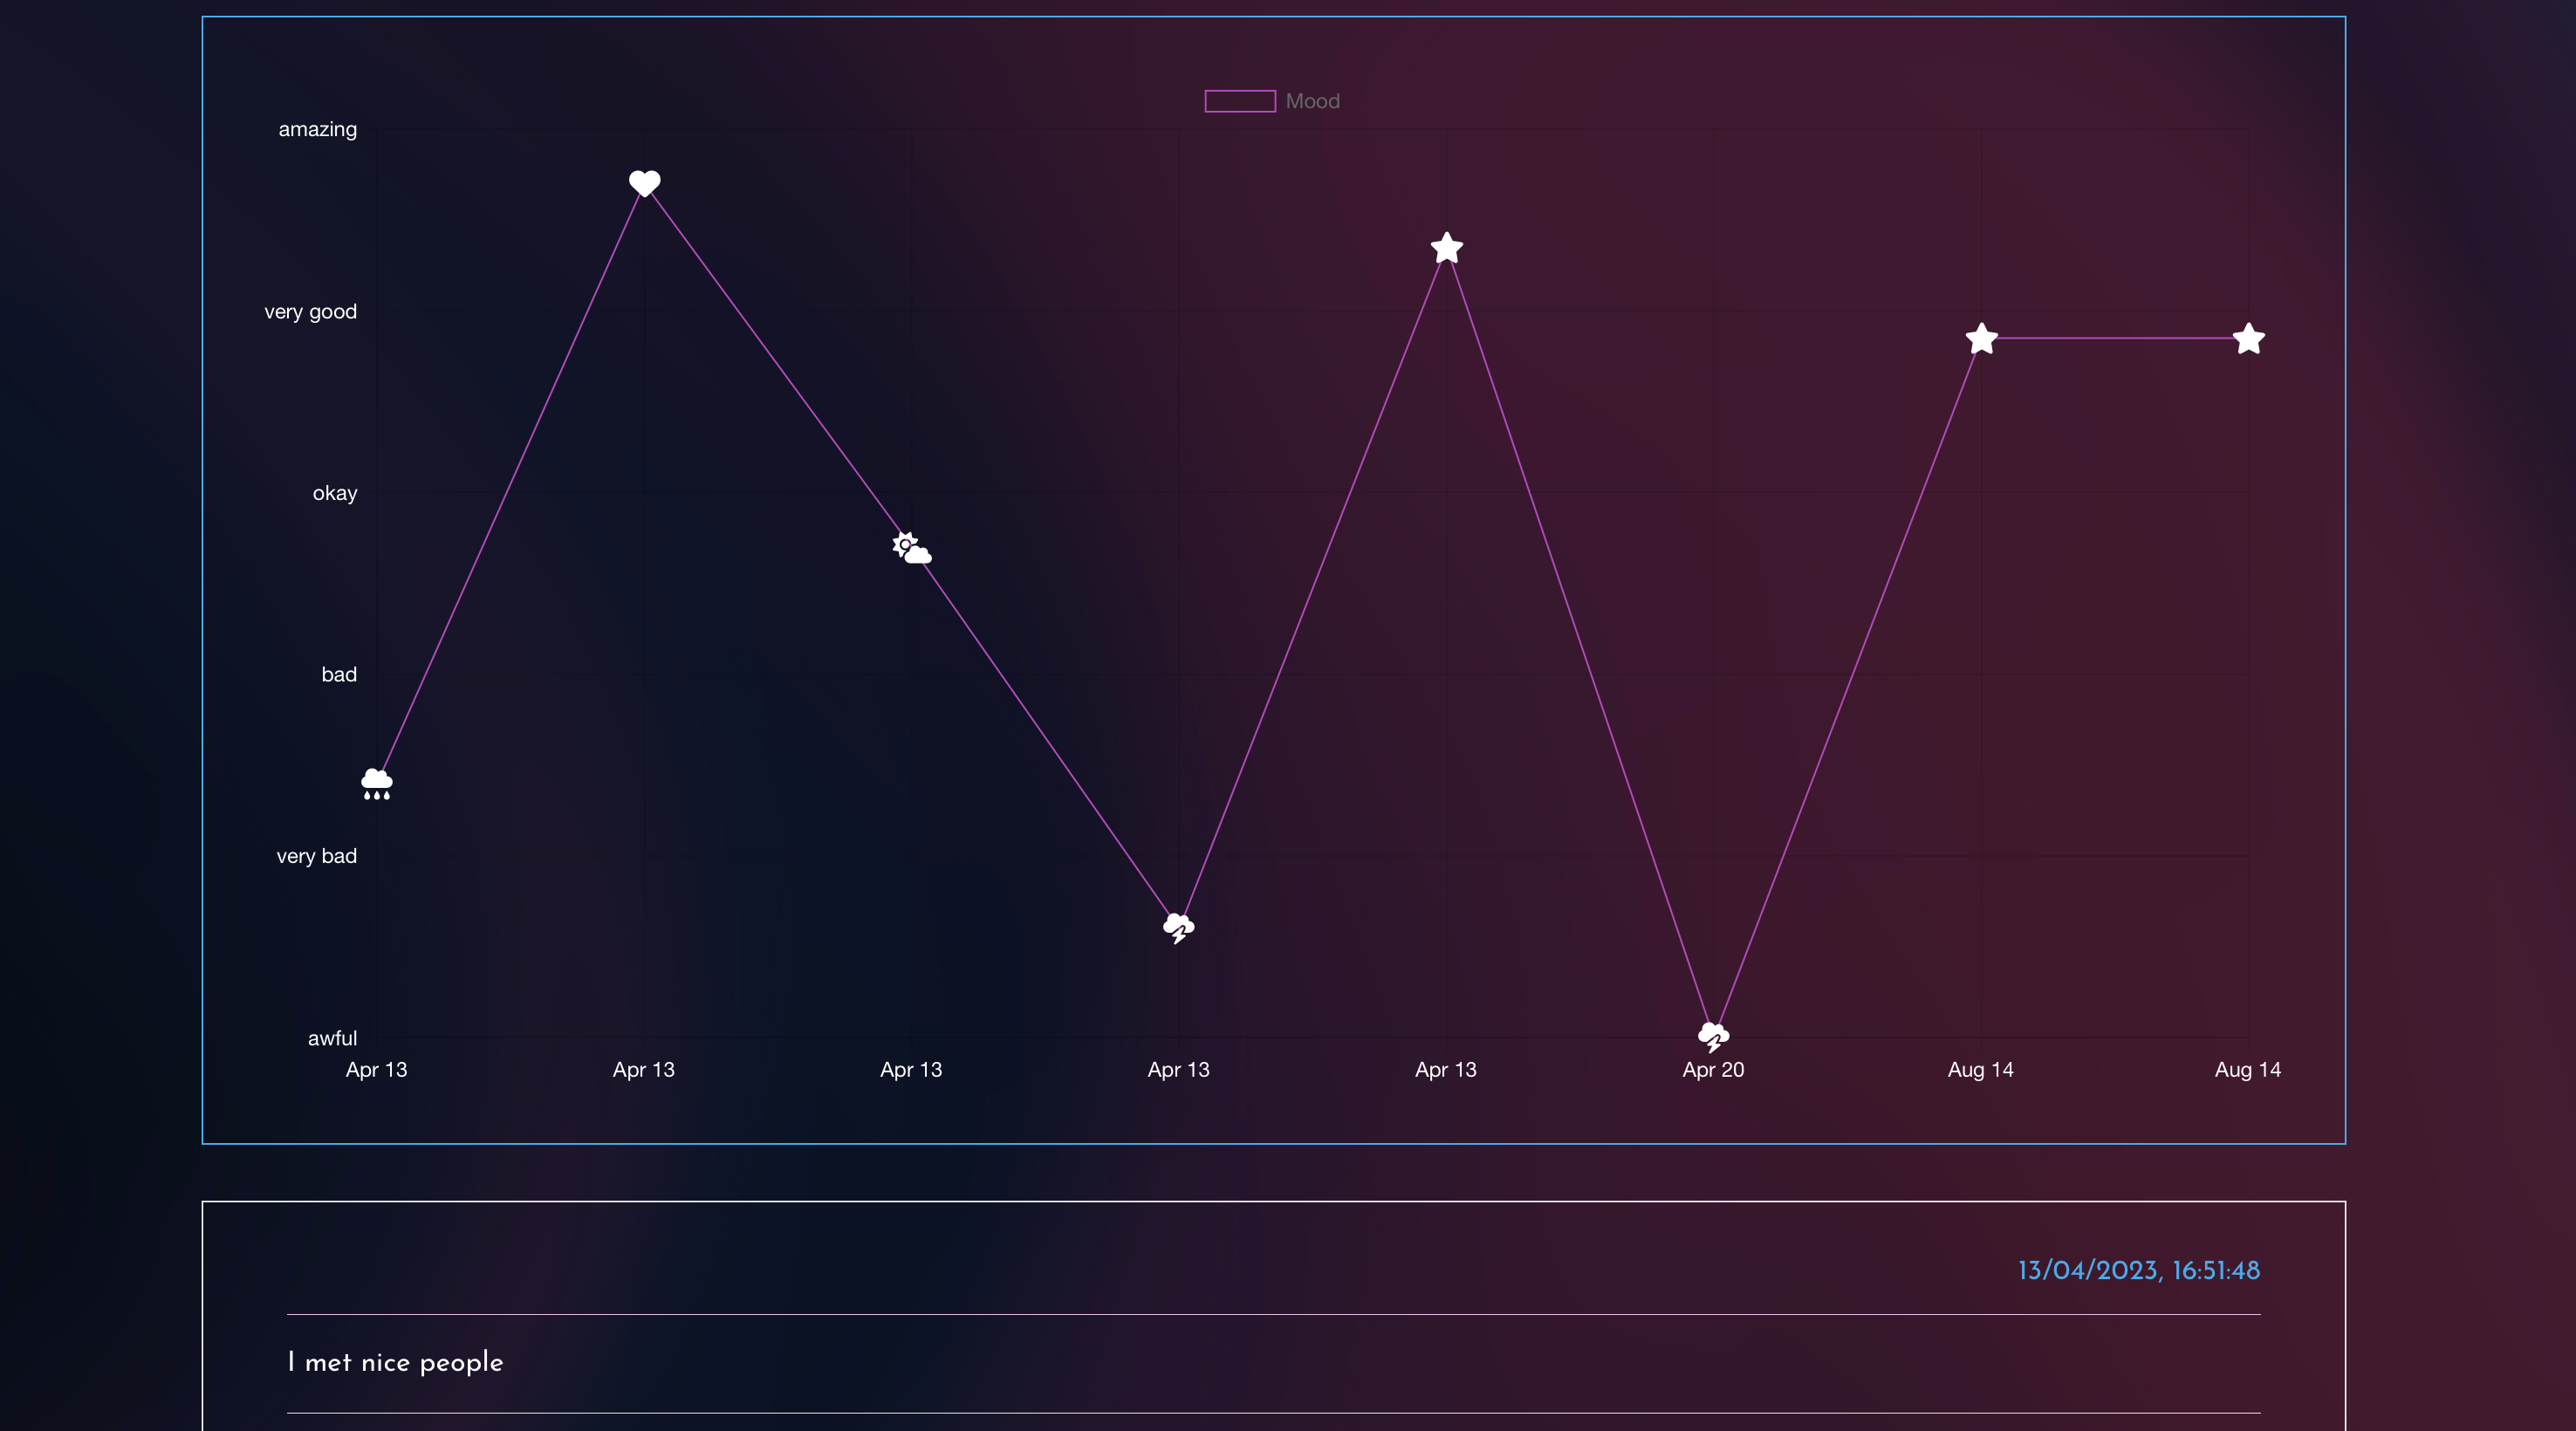 Mood
amazing
very good
okay
bad
very bad
awful
Apr 13 Apr 13 Apr 13 Apr 13 Apr 13 Apr 20 Aug 14 Aug 14
13/04/2023, 16:51:48
I met nice people